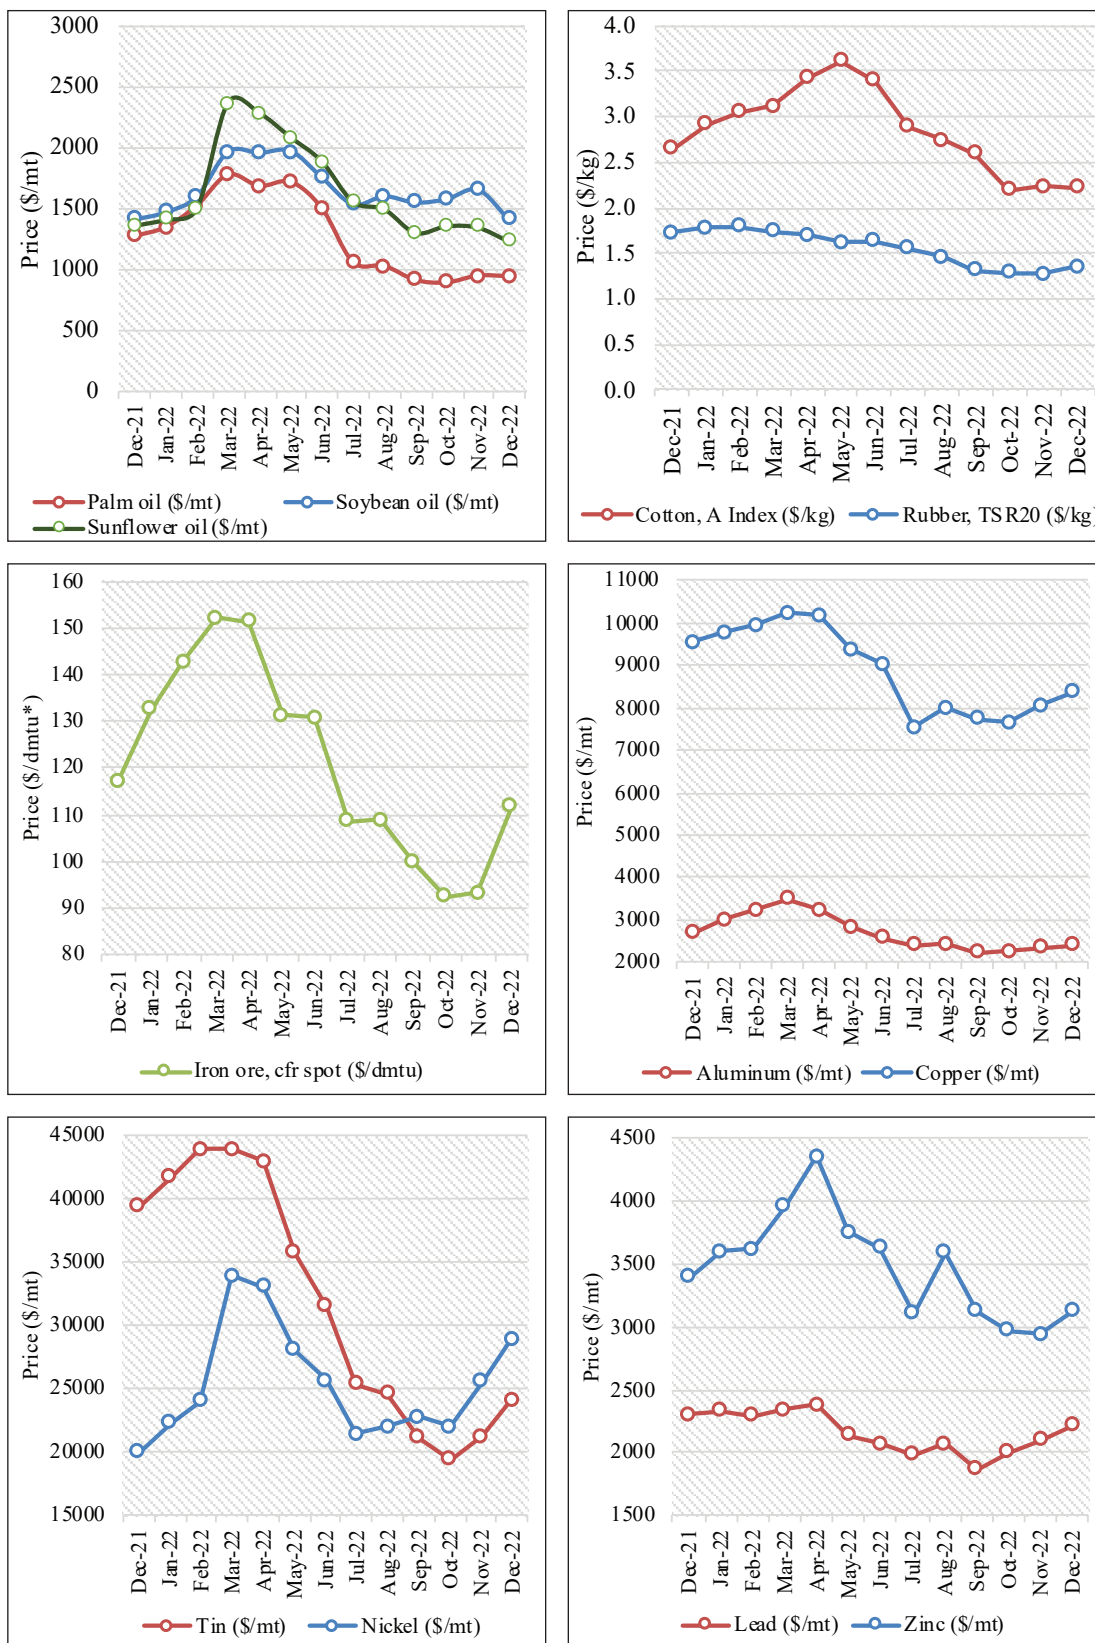 3000
2500
2000
1500
1000
500
0
Price ($/mt)
Dec-21
Jan-22
Feb-22
Mar-22
Apr-22
May-22
Jun-22
Jul-22
Aug-22
Sep-22
Oct-22
Nov-22
Dec-22
Palm oil ($/mt)
Soybean oil ($/mt)
Sunflower oil ($/mt)
4.0
3.5
3.0
2.5
2.0
1.5
1.0
0.5
0.0
Price ($/kg)
Dec-21
Jan-22
Feb-22
Mar-22
Apr-22
May-22
Jun-22
Jul-22
Aug-22
Sep-22
Oct-22
Nov-22
Dec-22
Cotton, A Index ($/kg)
Rubber, TSR20 ($/kg)
160
150
140
130
120
110
100
90
80
Price ($/dmtu*)
Dec-21
Jan-22
Feb-22
Mar-22
Apr-22
May-22
Jun-22
Jul-22
Aug-22
Sep-22
Oct-22
Nov-22
Dec-22
Iron ore, cfr spot ($/dmtu)
11000
10000
9000
8000
7000
6000
5000
4000
3000
2000
Price ($/mt)
Dec-21
Jan-22
Feb-22
Mar-22
Apr-22
May-22
Jun-22
Jul-22
Aug-22
Sep-22
Oct-22
Nov-22
Dec-22
Aluminum ($/mt)
Copper ($/mt)
45000
40000
35000
30000
25000
20000
15000
Price ($/mt)
Dec-21
Jan-22
Feb-22
Mar-22
Apr-22
May-22
Jun-22
Jul-22
Aug-22
Sep-22
Oct-22
Nov-22
Dec-22
Tin ($/mt)
Nickel ($/mt)
4500
4000
3500
3000
2500
2000
1500
Price ($/mt)
Dec-21
Jan-22
Feb-22
Mar-22
Apr-22
May-22
Jun-22
Jul-22
Aug-22
Sep-22
Oct-22
Nov-22
Dec-22
Lead ($/mt)
Zinc ($/mt)